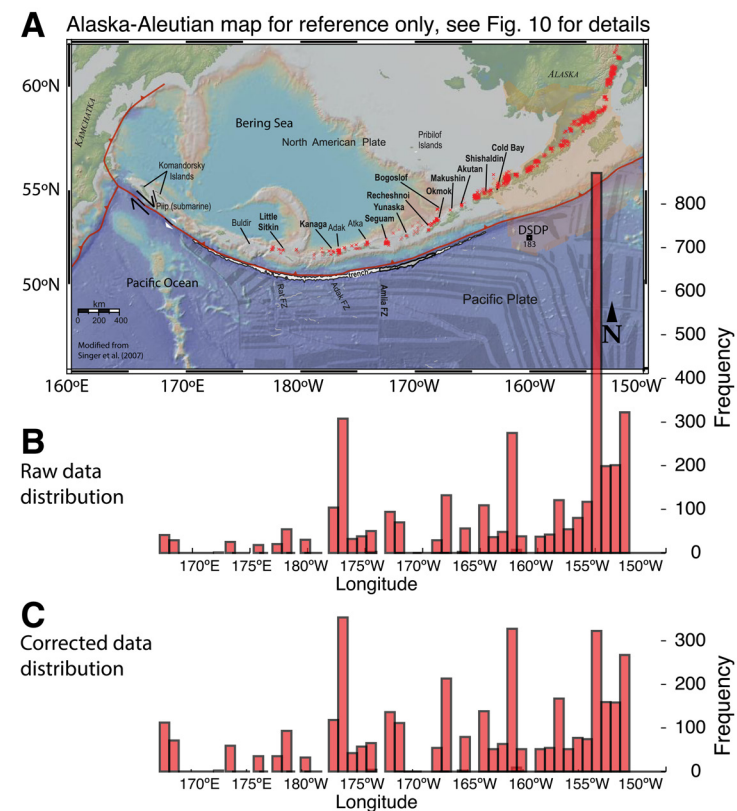 A Alaska-Aleutian map for reference only, see Fig. 10 for details
60ºN
55ºN
50ºN
KAMCHATKA
ALASKA
Bering Sea
North American Plate
Pribilof
Islands
Komandorsky
Islands
Piip (submarine)
Cold Bay
Shishaldin
Akutan
Makushin
Bogoslof
Okmok
Recheshnoi
Yunaska
Seguam
Buldir
Little
Sitkin
Kanaga
Adak
Atka
DSDP
183
trench
Pacific Ocean
Rat FZ
Adak FZ
Amlia FZ
Pacific Plate
km
0 200 400
N
Modified from
Singer et al. (2007)
160ºE 170ºE 180ºW 170ºW 160ºW 150ºW
B
Raw data
distribution
- 800
- 700
- 600
- 500
- 400
- 300
- 200
- 100
0
Frequency
170ºE 175ºE 180ºW 175ºW 170ºW 165ºW 160ºW 155ºW 150ºW
Longitude
C
Corrected data
distribution
- 300
- 200
- 100
0
Frequency
170ºE 175ºE 180ºW 175ºW 170ºW 165ºW 160ºW 155ºW 150ºW
Longitude